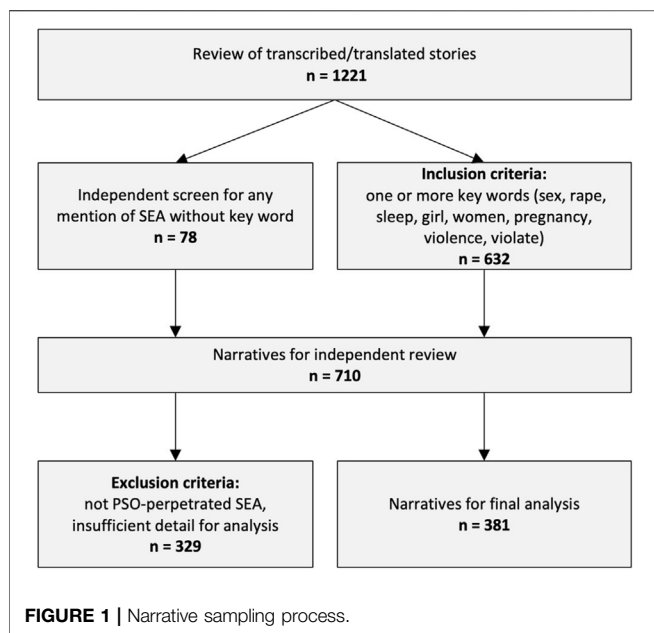 Review of transcribed/translated stories
n = 1221
Independent screen for any
mention of SEA without key word
n = 78
Inclusion criteria:
one or more key words (sex, rape,
sleep, girl, women, pregnancy,
violence, violate)
n = 632
Narratives for independent review
n = 710
Exclusion criteria:
not PSO-perpetrated SEA,
insufficient detail for analysis
n = 329
Narratives for final analysis
n = 381
FIGURE 1 | Narrative sampling process.